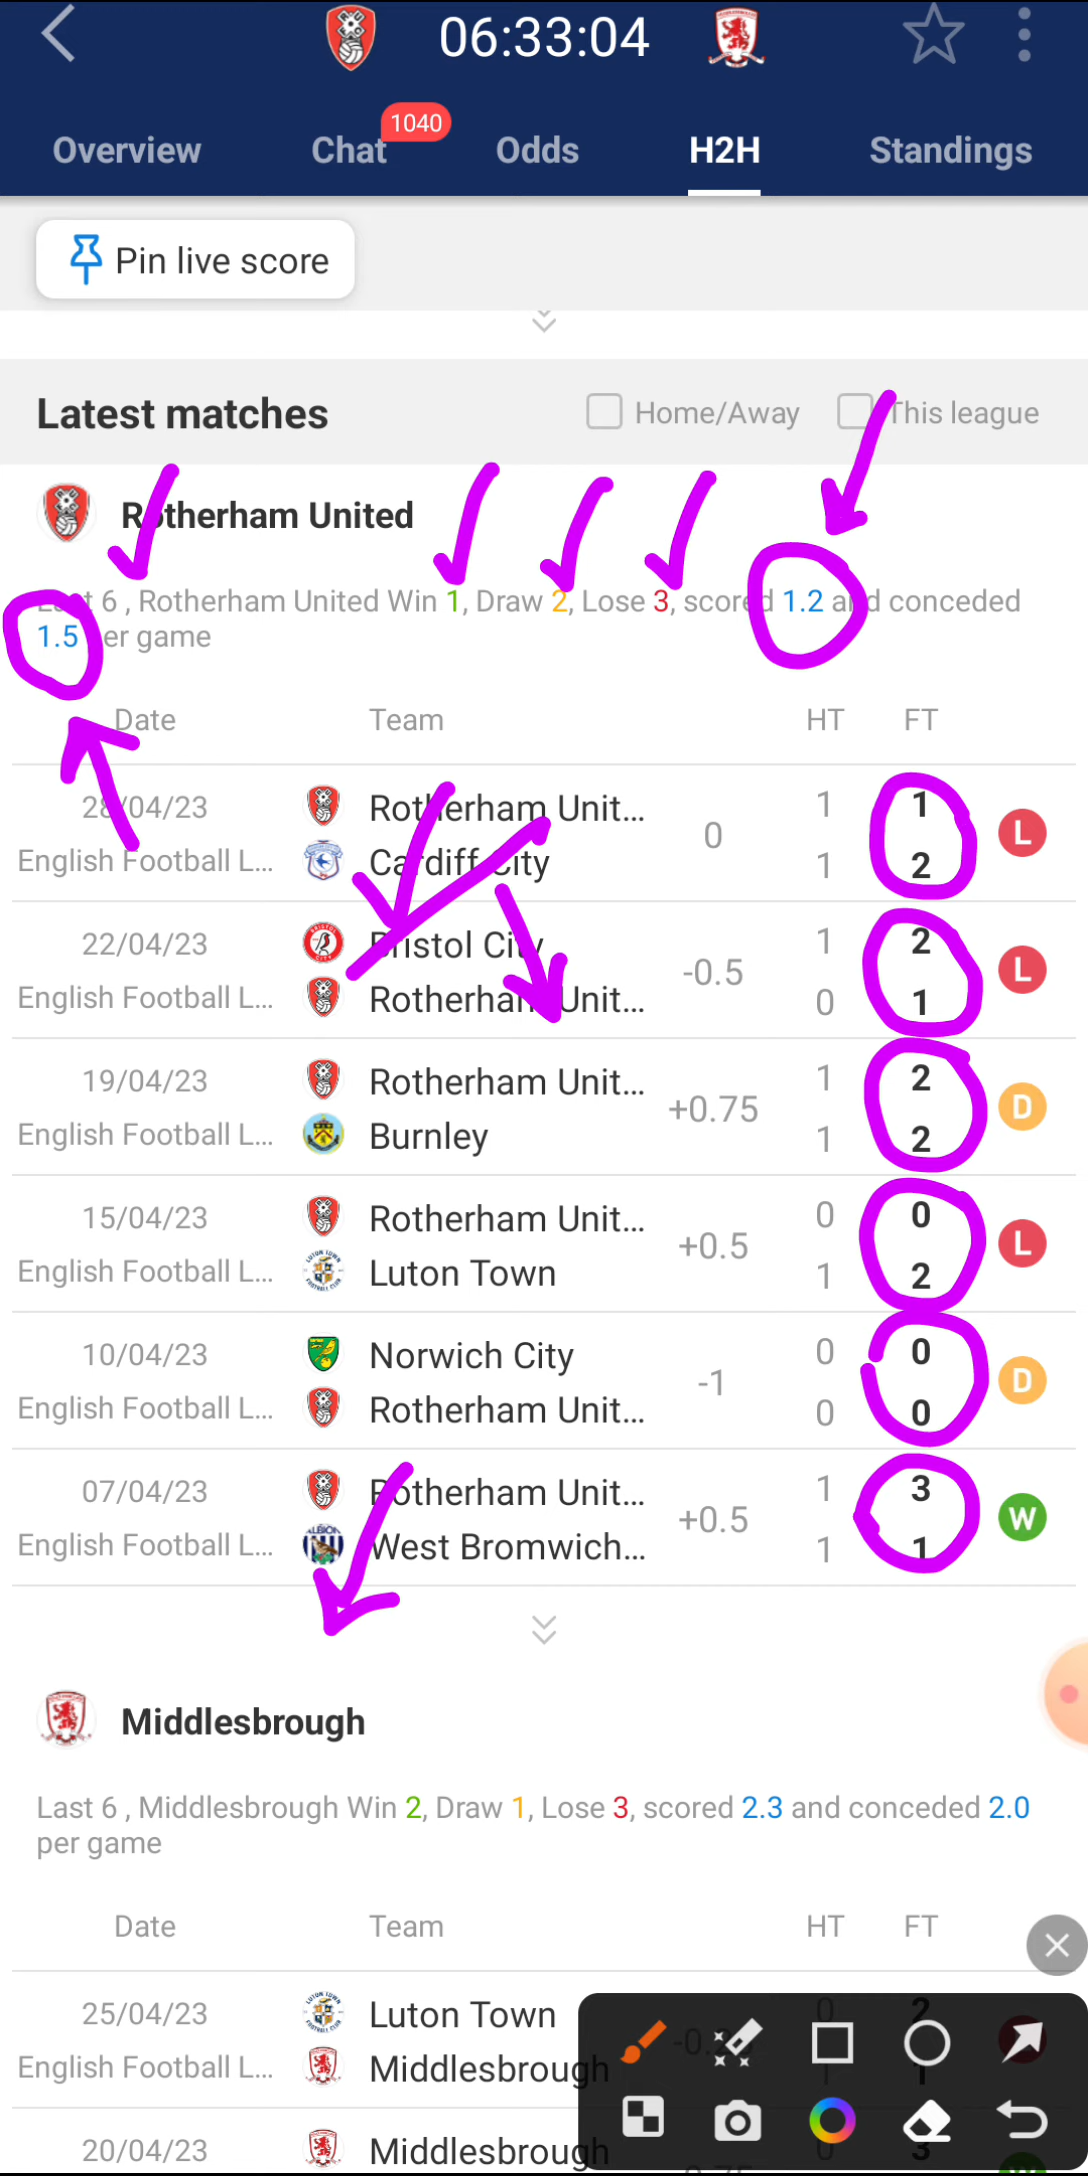 06:33:04
Overview Chat 1040 Odds H2H Standings
Pin live score
Latest matches Home/Away This league
Rotherham United
Last 6 , Rotherham United Win 1, Draw 2, Lose 3, scored 1.2 and conceded
1.5 per game
Date Team HT FT
28/04/23 Rotherham Unit... 1 1
0 L
English Football L... Cardiff City 1 2
22/04/23 Bristol City 1 2
-0.5 L
English Football L... Rotherham Unit... 0 1
19/04/23 Rotherham Unit... 1 2
+0.75 D
English Football L... Burnley 1 2
15/04/23 Rotherham Unit... 0 0
+0.5 L
English Football L... Luton Town 1 2
10/04/23 Norwich City 0 0
-1 D
English Football L... Rotherham Unit... 0 0
07/04/23 Rotherham Unit... 1 3
+0.5 W
English Football L... West Bromwich... 1 1
Middlesbrough
Last 6 , Middlesbrough Win 2, Draw 1, Lose 3, scored 2.3 and conceded 2.0
per game
Date Team HT FT
25/04/23 Luton Town 0 2
English Football L... Middlesbrough 1
20/04/23 Middlesbrough 0 3